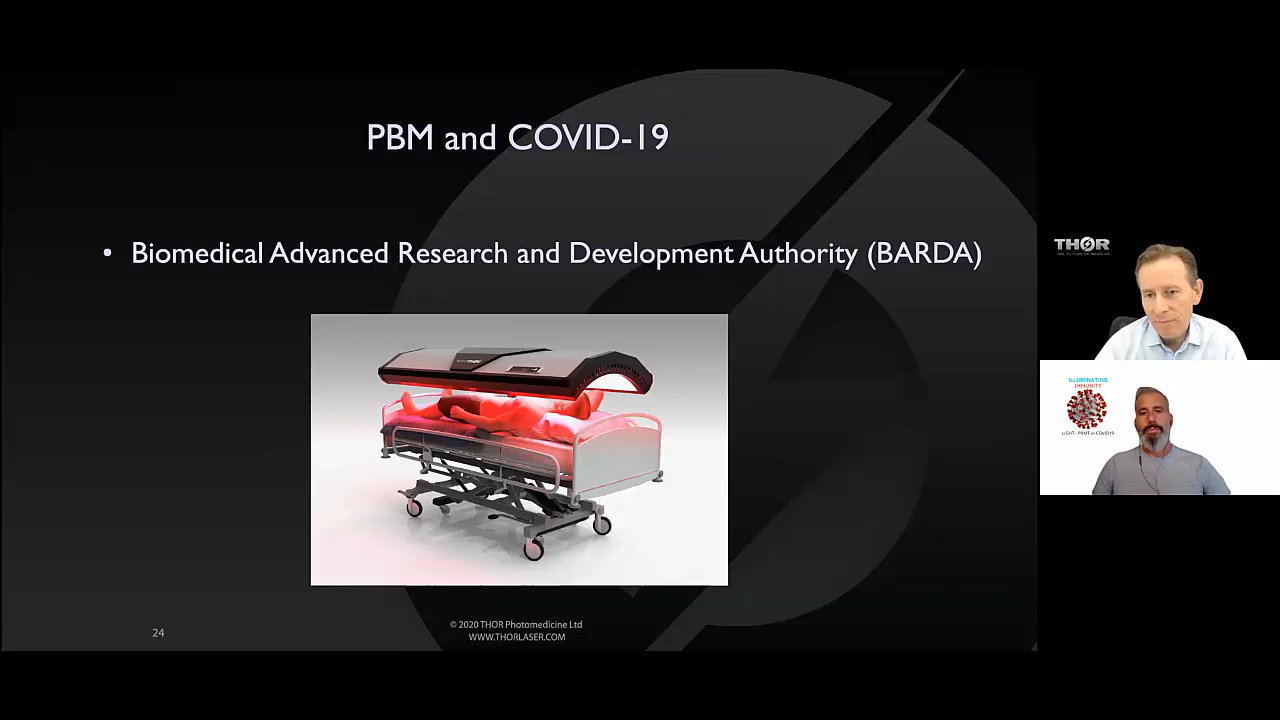 PBM and COVID-19
• Biomedical Advanced Research and Development Authority (BARDA)
24
© 2020 THOR Photomedicine Ltd
WWW.THORLASER.COM
THOR
THE FUTURE OF MEDICINE
ILLUMINATING
IMMUNITY